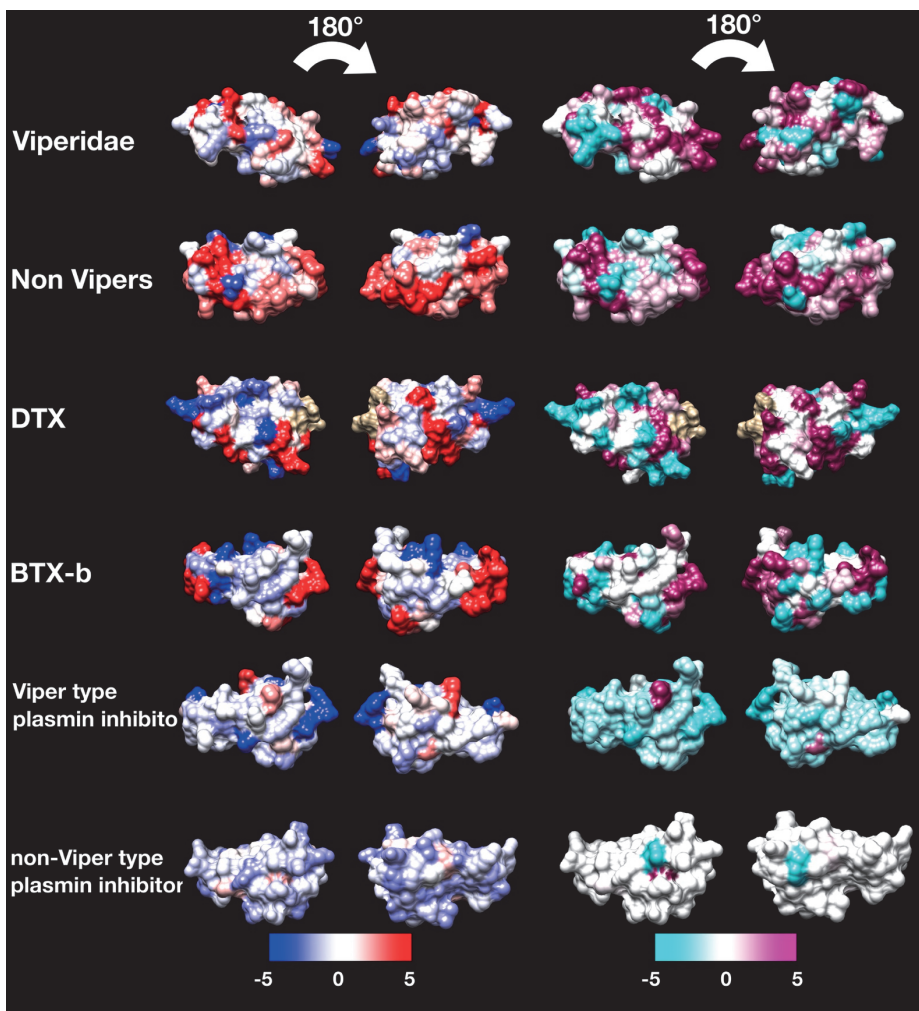 180°
180°
Viperidae
Non Vipers
DTX
BTX-b
Viper type
plasmin inhibito
non-Viper type
plasmin inhibitor
-5 0 5
-5 0 5